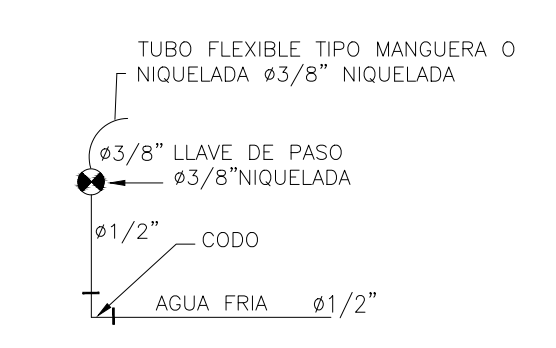 TUBO FLEXIBLE TIPO MANGUERA O
NIQUELADA ø3/8" NIQUELADA
ø3/8" LLAVE DE PASO
ø3/8"NIQUELADA
ø1/2"
CODO
AGUA FRIA ø1/2"